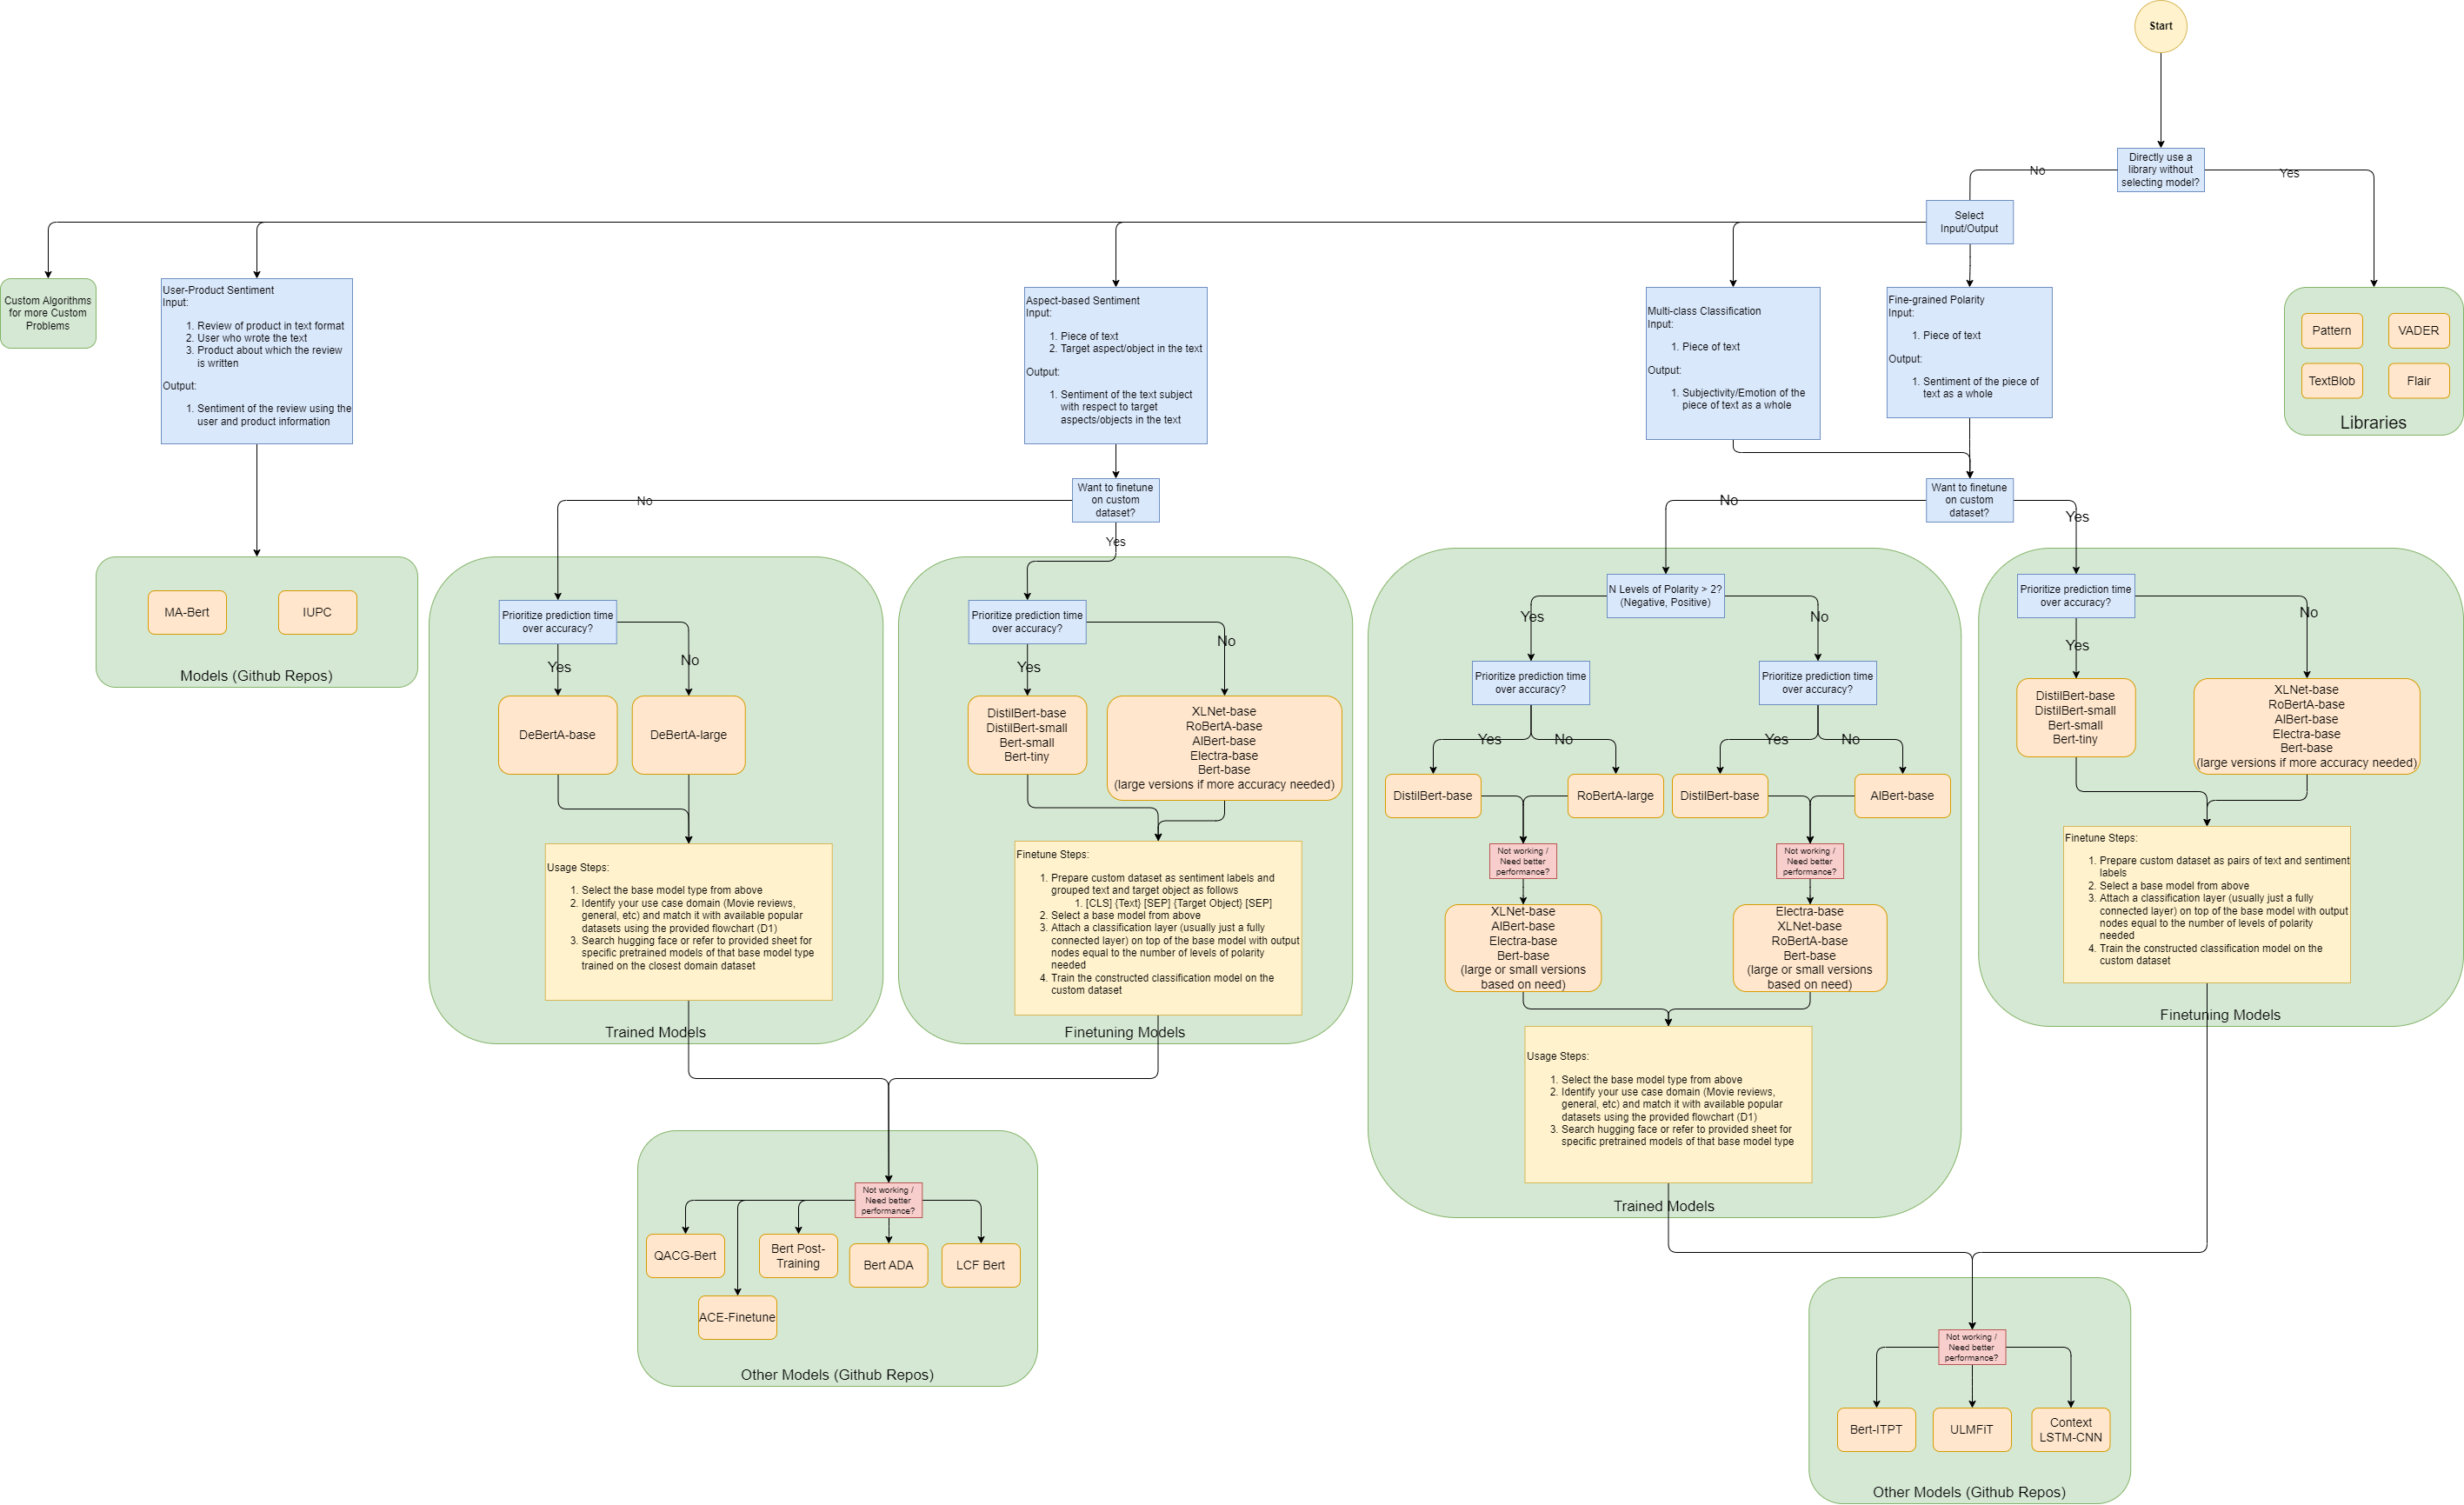 Start
Directly use a
library without
selecting model?
No
Yes
Select
Input/Output
Custom Algorithms
for more Custom
Problems
User-Product Sentiment
Input:
1. Review of product in text format
2. User who wrote the text
3. Product about which the review
is written
Output:
1. Sentiment of the review using the
user and product information
Aspect-based Sentiment
Input:
1. Piece of text
2. Target aspect/object in the text
Output:
1. Sentiment of the text subject
with respect to target
aspects/objects in the text
Multi-class Classification
Input:
1. Piece of text
Output:
1. Subjectivity/Emotion of the
piece of text as a whole
Fine-grained Polarity
Input:
1. Piece of text
Output:
1. Sentiment of the piece of
text as a whole
Pattern
VADER
TextBlob
Flair
Libraries
MA-Bert
IUPC
Models (Github Repos)
Want to finetune
on custom
dataset?
No
Yes
Prioritize prediction time
over accuracy?
Yes
No
DeBertA-base
DeBertA-large
Usage Steps:
1. Select the base model type from above
2. Identify your use case domain (Movie reviews,
general, etc) and match it with available popular
datasets using the provided flowchart (D1)
3. Search hugging face or refer to provided sheet for
specific pretrained models of that base model type
trained on the closest domain dataset
Trained Models
Prioritize prediction time
over accuracy?
Yes
No
DistilBert-base
DistilBert-small
Bert-small
Bert-tiny
XLNet-base
RoBertA-base
AlBert-base
Electra-base
Bert-base
(large versions if more accuracy needed)
Finetune Steps:
1. Prepare custom dataset as sentiment labels and
grouped text and target object as follows
1. [CLS] {Text} [SEP] {Target Object} [SEP]
2. Select a base model from above
3. Attach a classification layer (usually just a fully
connected layer) on top of the base model with output
nodes equal to the number of levels of polarity
needed
4. Train the constructed classification model on the
custom dataset
Finetuning Models
Not working /
Need better
performance?
QACG-Bert
ACE-Finetune
Bert Post-
Training
Bert ADA
LCF Bert
Other Models (Github Repos)
Want to finetune
on custom
dataset?
No
Yes
N Levels of Polarity > 2?
(Negative, Positive)
Yes
No
Prioritize prediction time
over accuracy?
Prioritize prediction time
over accuracy?
Yes
No
Yes
No
DistilBert-base
RoBertA-large
DistilBert-base
AlBert-base
Not working /
Need better
performance?
Not working /
Need better
performance?
XLNet-base
AlBert-base
Electra-base
Bert-base
(large or small versions
based on need)
Electra-base
XLNet-base
RoBertA-base
Bert-base
(large or small versions
based on need)
Usage Steps:
1. Select the base model type from above
2. Identify your use case domain (Movie reviews,
general, etc) and match it with available popular
datasets using the provided flowchart (D1)
3. Search hugging face or refer to provided sheet for
specific pretrained models of that base model type
Trained Models
Prioritize prediction time
over accuracy?
Yes
No
DistilBert-base
DistilBert-small
Bert-small
Bert-tiny
XLNet-base
RoBertA-base
AlBert-base
Electra-base
Bert-base
(large versions if more accuracy needed)
Finetune Steps:
1. Prepare custom dataset as pairs of text and sentiment
labels
2. Select a base model from above
3. Attach a classification layer (usually just a fully
connected layer) on top of the base model with output
nodes equal to the number of levels of polarity
needed
4. Train the constructed classification model on the
custom dataset
Finetuning Models
Not working /
Need better
performance?
Bert-ITPT
ULMFiT
Context
LSTM-CNN
Other Models (Github Repos)